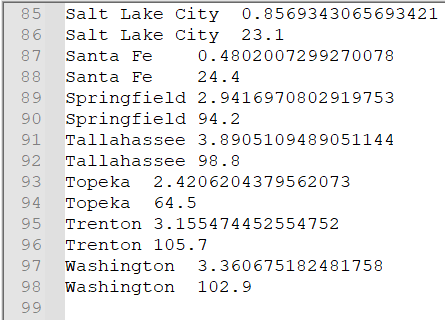 85 Salt Lake City 0.8569343065693421
86 Salt Lake City 23.1
87 Santa Fe 0.4802007299270078
88 Santa Fe 24.4
89 Springfield 2.9416970802919753
90 Springfield 94.2
91 Tallahassee 3.8905109489051144
92 Tallahassee 98.8
93 Topeka 2.4206204379562073
94 Topeka 64.5
95 Trenton 3.155474452554752
96 Trenton 105.7
97 Washington 3.360675182481758
98 Washington 102.9
99